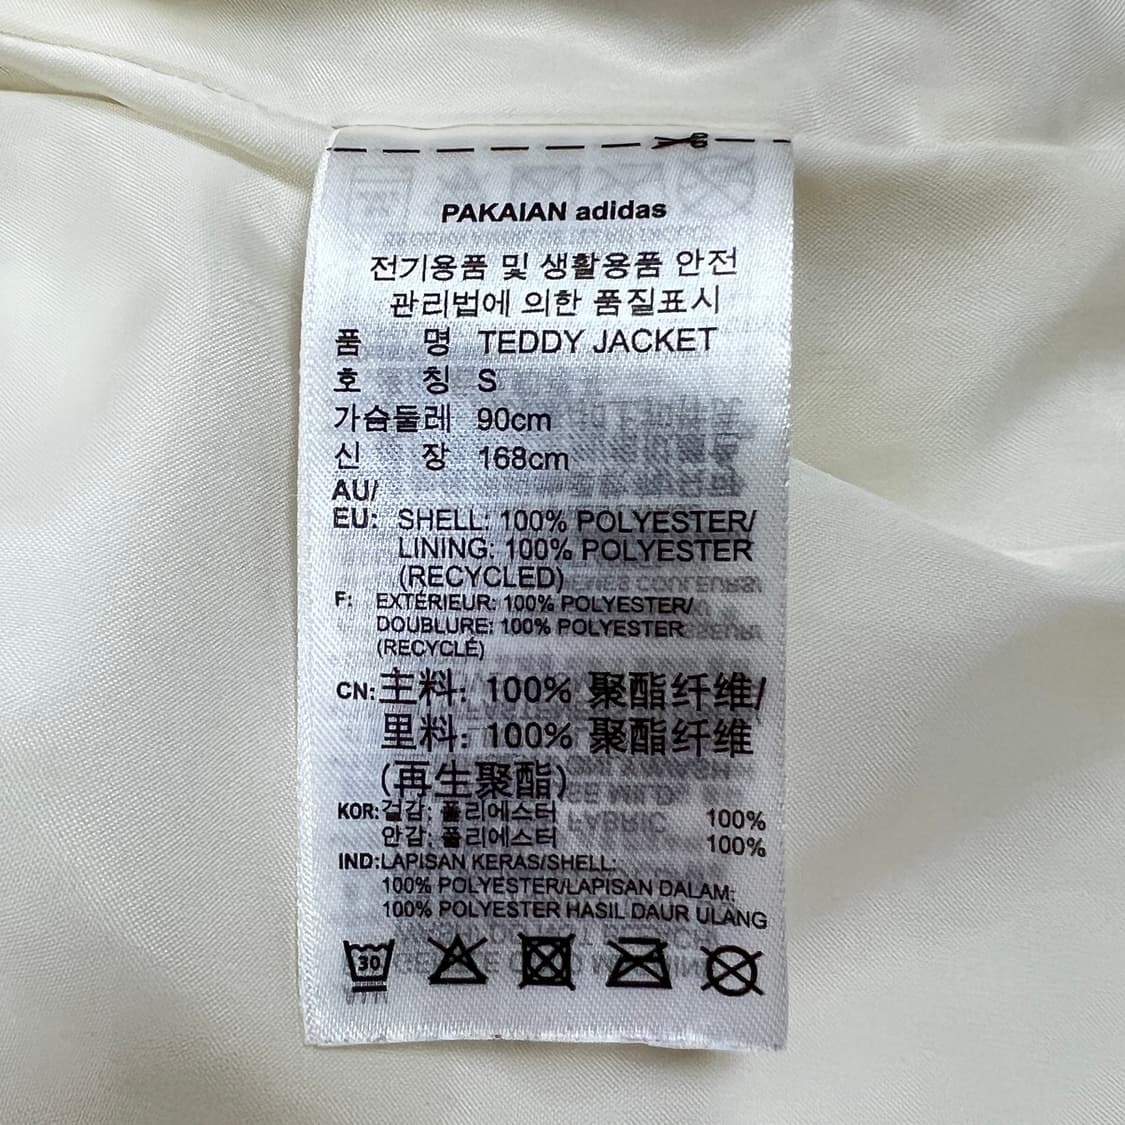 PAKAIAN adidas
전기용품 및 생활용품 안전
관리법에 의한 품질표시
품 명 TEDDY JACKET
호 칭 S
가슴둘레 90cm
신 장 168cm
AU/
EU: SHELL: 100% POLYESTER/
LINING: 100% POLYESTER
(RECYCLED)
F: EXTÉRIEUR: 100% POLYESTER/
DOUBLURE: 100% POLYESTER
(RECYCLÉ)
CN: 主料: 100% 聚酯纤维/
里料: 100% 聚酯纤维
(再生聚酯)
KOR: 겉감: 폴리에스터 100%
안감: 폴리에스터 100%
IND: LAPISAN KERAS/SHELL:
100% POLYESTER/LAPISAN DALAM:
100% POLYESTER HASIL DAUR ULANG
30